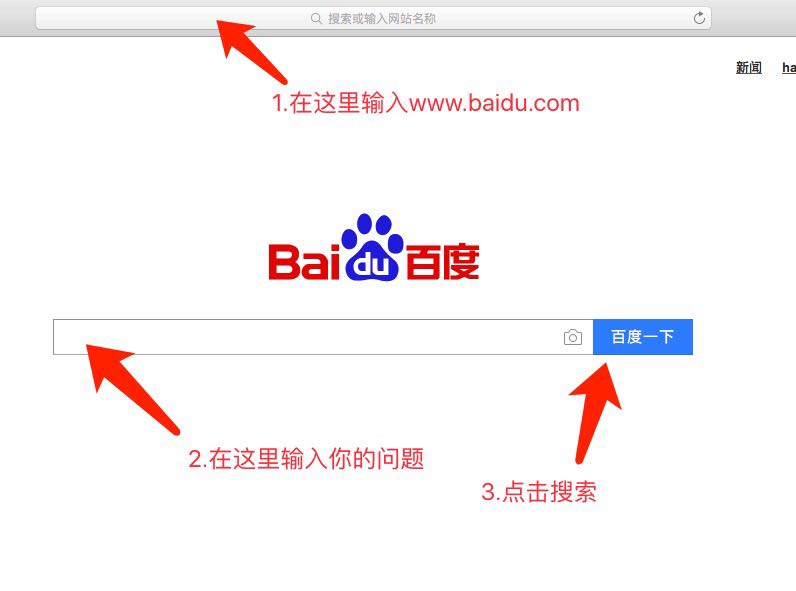 搜索或输入网站名称
新闻 ha
1.在这里输入www.baidu.com
Bai du 百度
百度一下
2.在这里输入你的问题
3.点击搜索